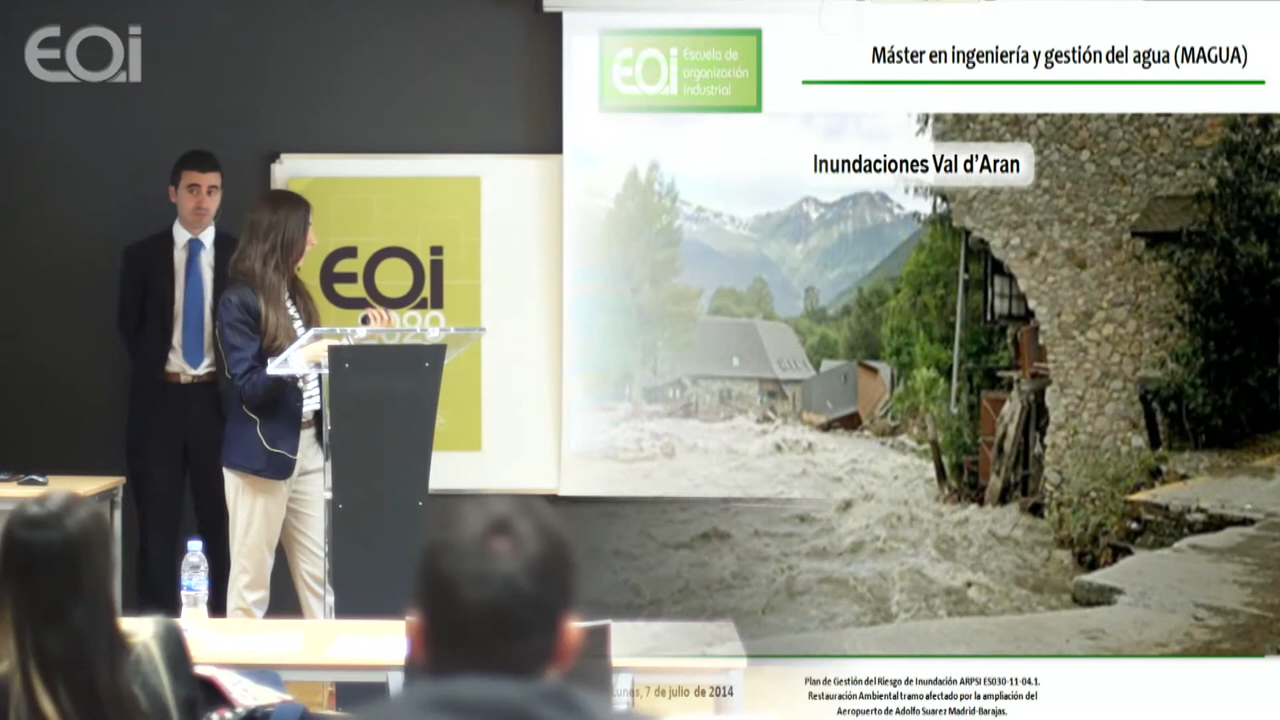 EOi
EOi Escuela de
organización
industrial
Máster en ingeniería y gestión del agua (MAGUA)
Inundaciones Val d'Aran
EOi
2020
Lunes, 7 de julio de 2014
Plan de Gestión del Riesgo de Inundación ARPSI ES030-11-04.1.
Restauración Ambiental tramo afectado por la ampliación del
Aeropuerto de Adolfo Suarez Madrid-Barajas.